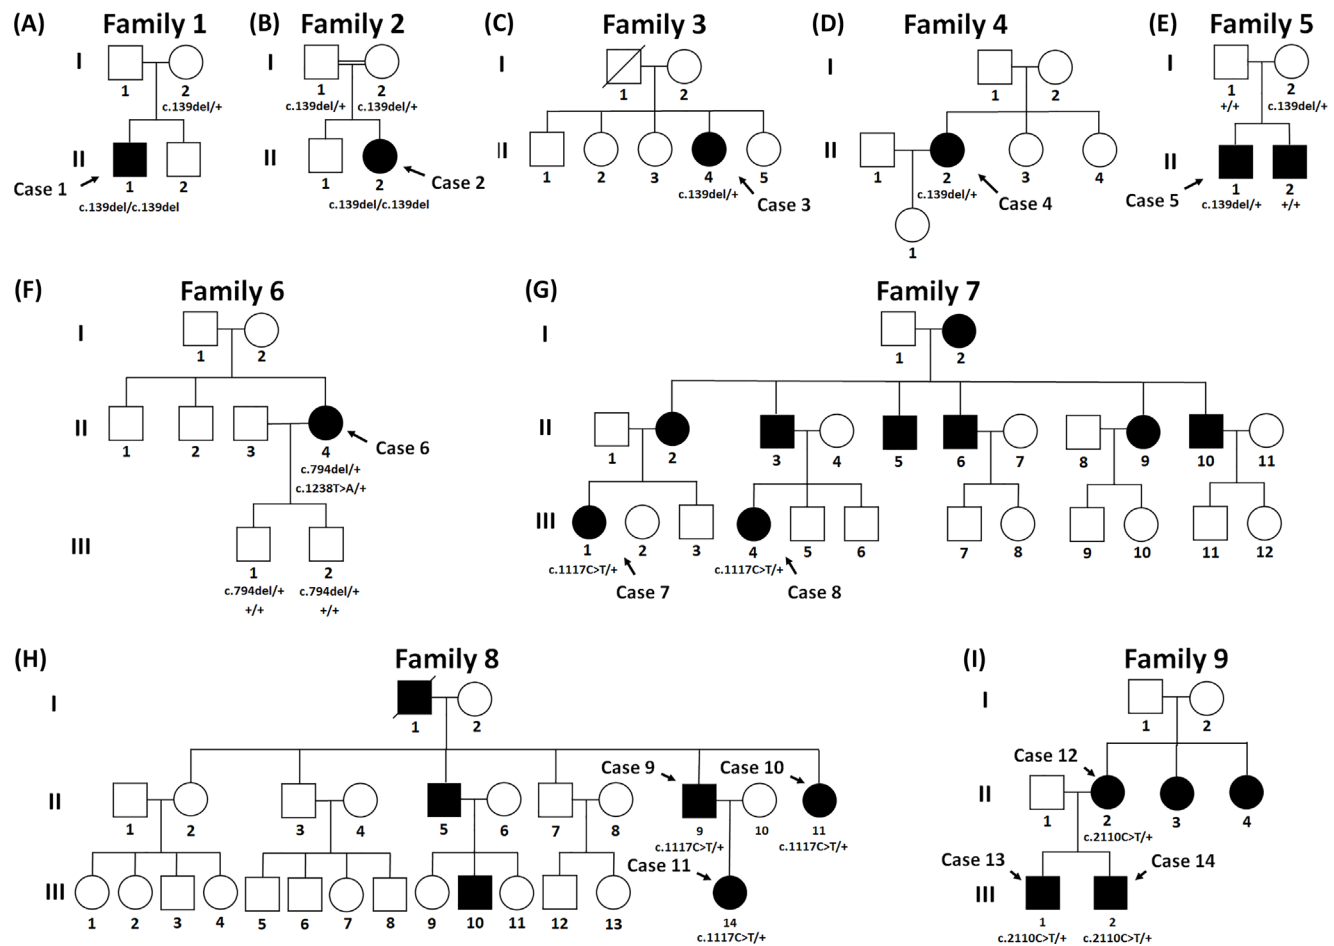 (A) Family 1
I
1 2
c.139del/+
II
Case 1
1 2
c.139del/c.139del
(B) Family 2
I
1 2
c.139del/+ c.139del/+
II
1 2
Case 2
c.139del/c.139del
(C) Family 3
I
1 2
II
1 2 3 4 5
c.139del/+
Case 3
(D) Family 4
I
1 2
II
1 2 3 4
c.139del/+
Case 4
1
(E) Family 5
I
1 2
+/+ c.139del/+
II
Case 5
1 2
c.139del/+ +/+
(F) Family 6
I
1 2
II
1 2 3 4
Case 6
c.794del/+
c.1238T>A/+
III
1 2
c.794del/+ c.794del/+
+/+ +/+
(G) Family 7
I
1 2
II
1 2 3 4 5 6 7 8 9 10 11
III
1 2 3 4 5 6 7 8 9 10 11 12
c.1117C>T/+ c.1117C>T/+
Case 7 Case 8
(H) Family 8
I
1 2
Case 9 Case 10
II
1 2 3 4 5 6 7 8 9 10 11
c.1117C>T/+ c.1117C>T/+
Case 11
III
1 2 3 4 5 6 7 8 9 10 11 12 13 14
c.1117C>T/+
(I) Family 9
I
1 2
Case 12
II
1 2 3 4
c.2110C>T/+
Case 13 Case 14
III
1 2
c.2110C>T/+ c.2110C>T/+